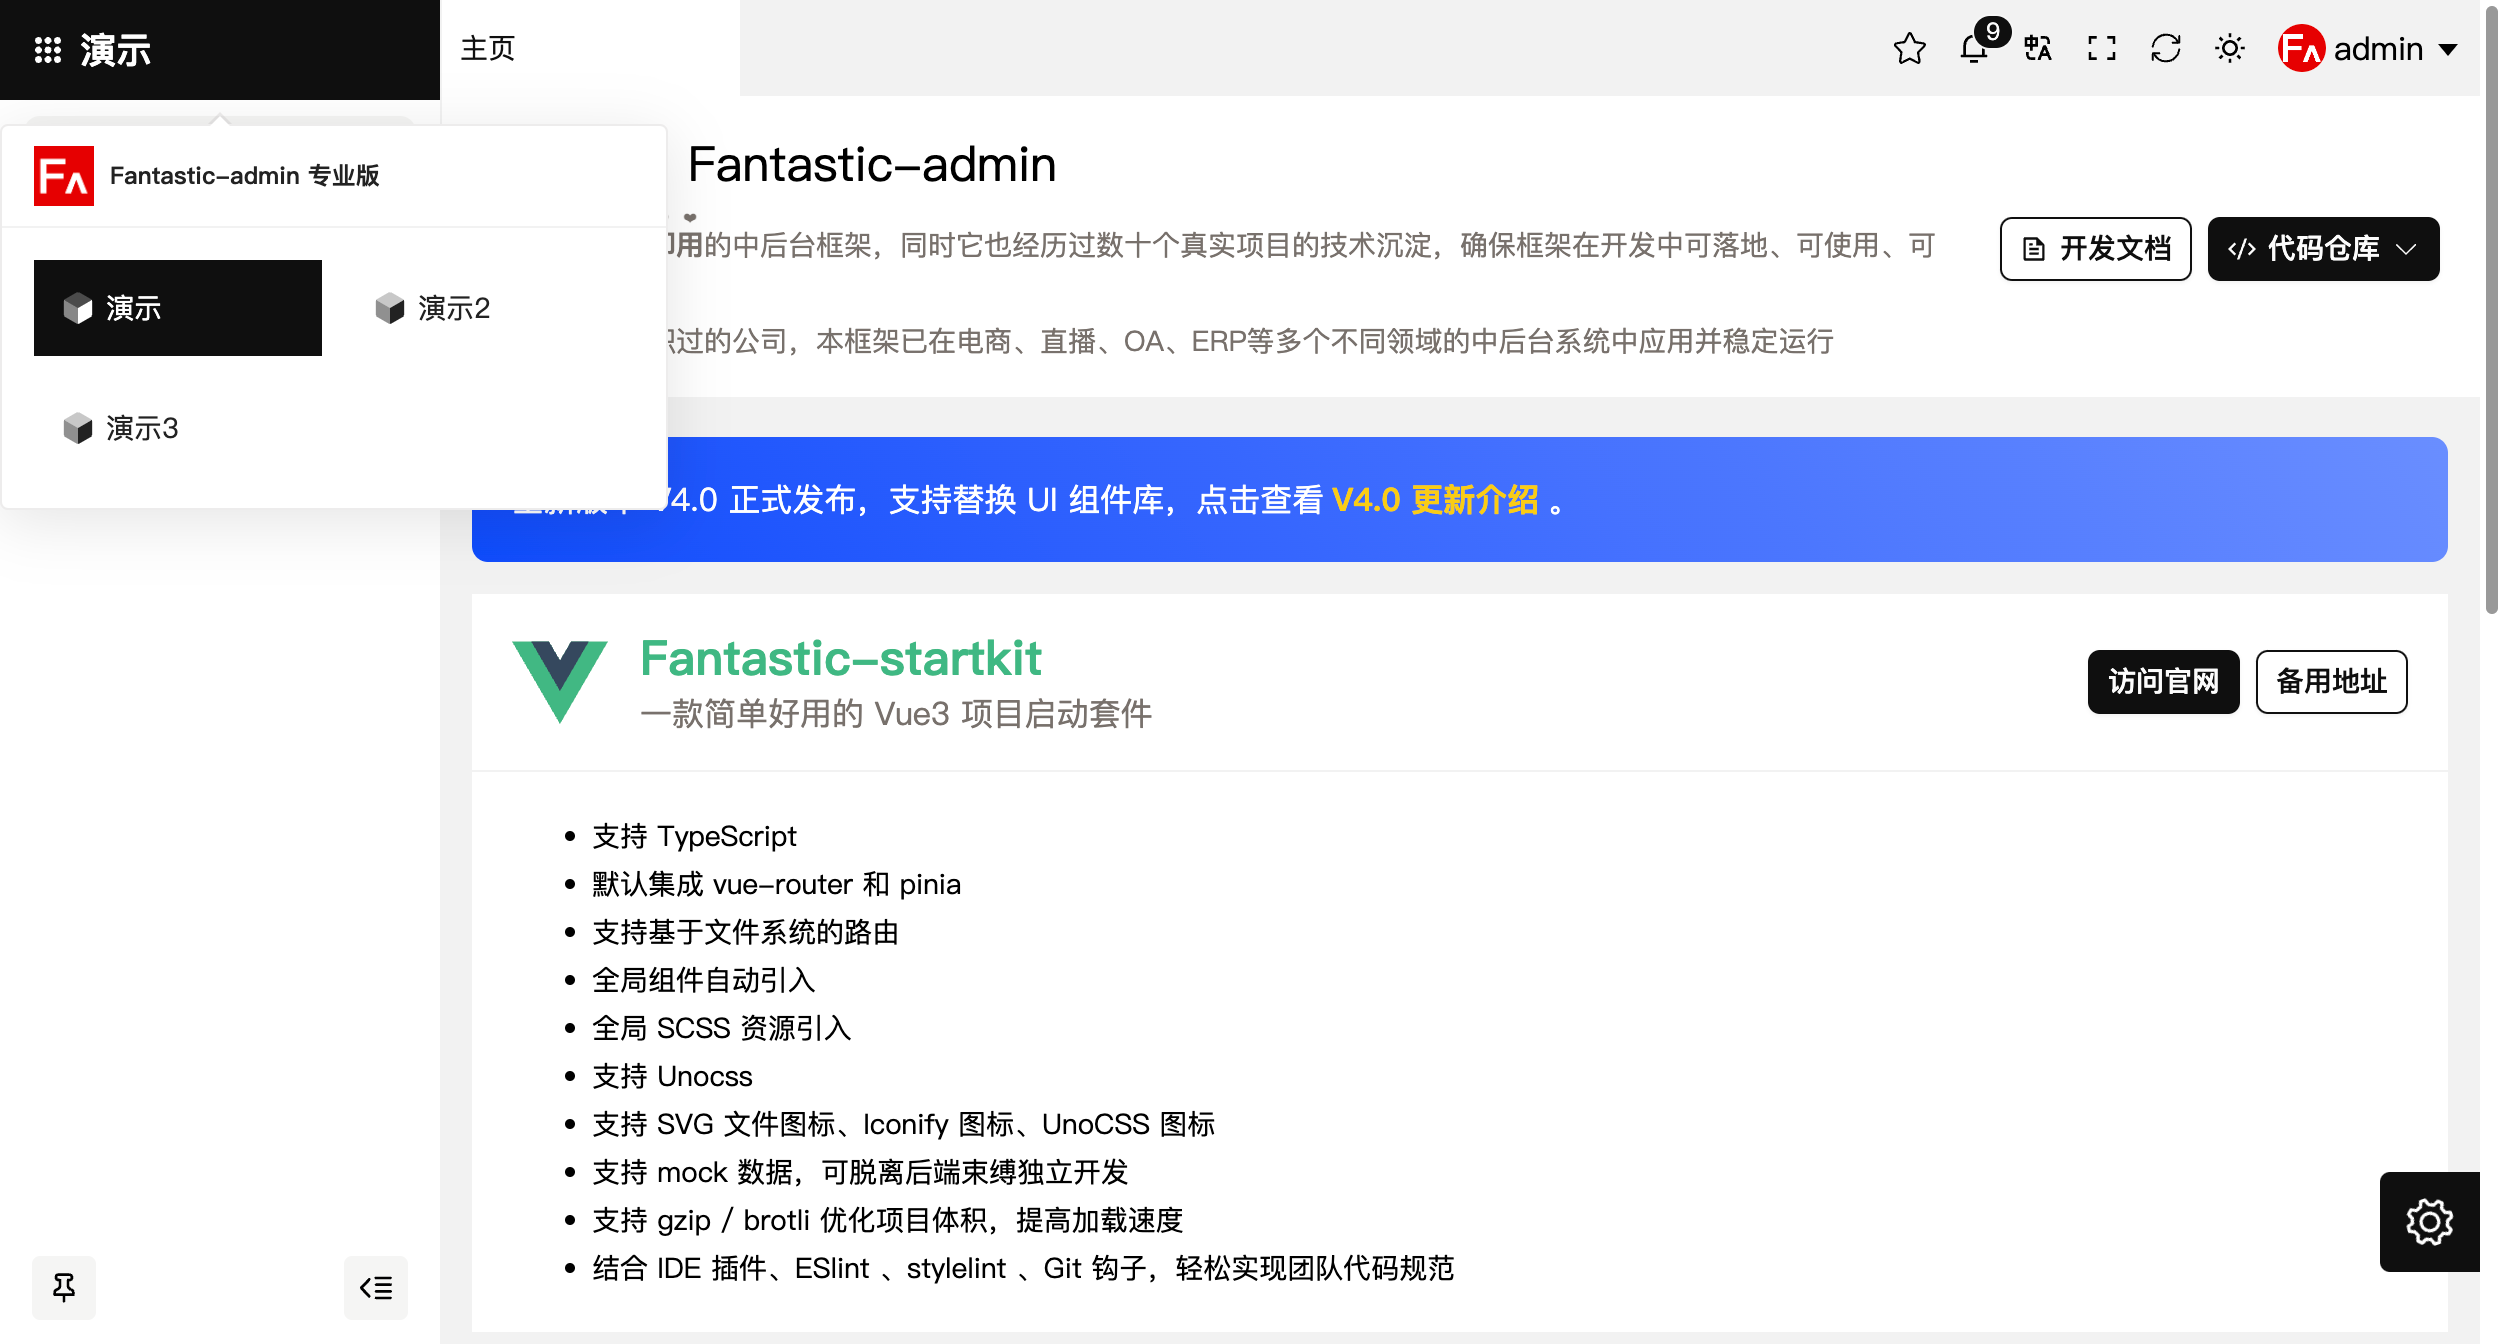 演示
主页
9
admin
Fantastic-admin 专业版
演示
演示2
演示3
Fantastic-admin
用的中后台框架，同时它也经历过数十个真实项目的技术沉淀，确保框架在开发中可落地、可使用、可
过的公司，本框架已在电商、直播、OA、ERP等多个不同领域的中后台系统中应用并稳定运行
开发文档
代码仓库
V4.0 正式发布，支持替换 UI 组件库，点击查看 V4.0 更新介绍 。
Fantastic-startkit
一款简单好用的 Vue3 项目启动套件
访问官网
备用地址
支持 TypeScript
默认集成 vue-router 和 pinia
支持基于文件系统的路由
全局组件自动引入
全局 SCSS 资源引入
支持 Unocss
支持 SVG 文件图标、Iconify 图标、UnoCSS 图标
支持 mock 数据，可脱离后端束缚独立开发
支持 gzip / brotli 优化项目体积，提高加载速度
结合 IDE 插件、ESlint 、stylelint 、Git 钩子，轻松实现团队代码规范